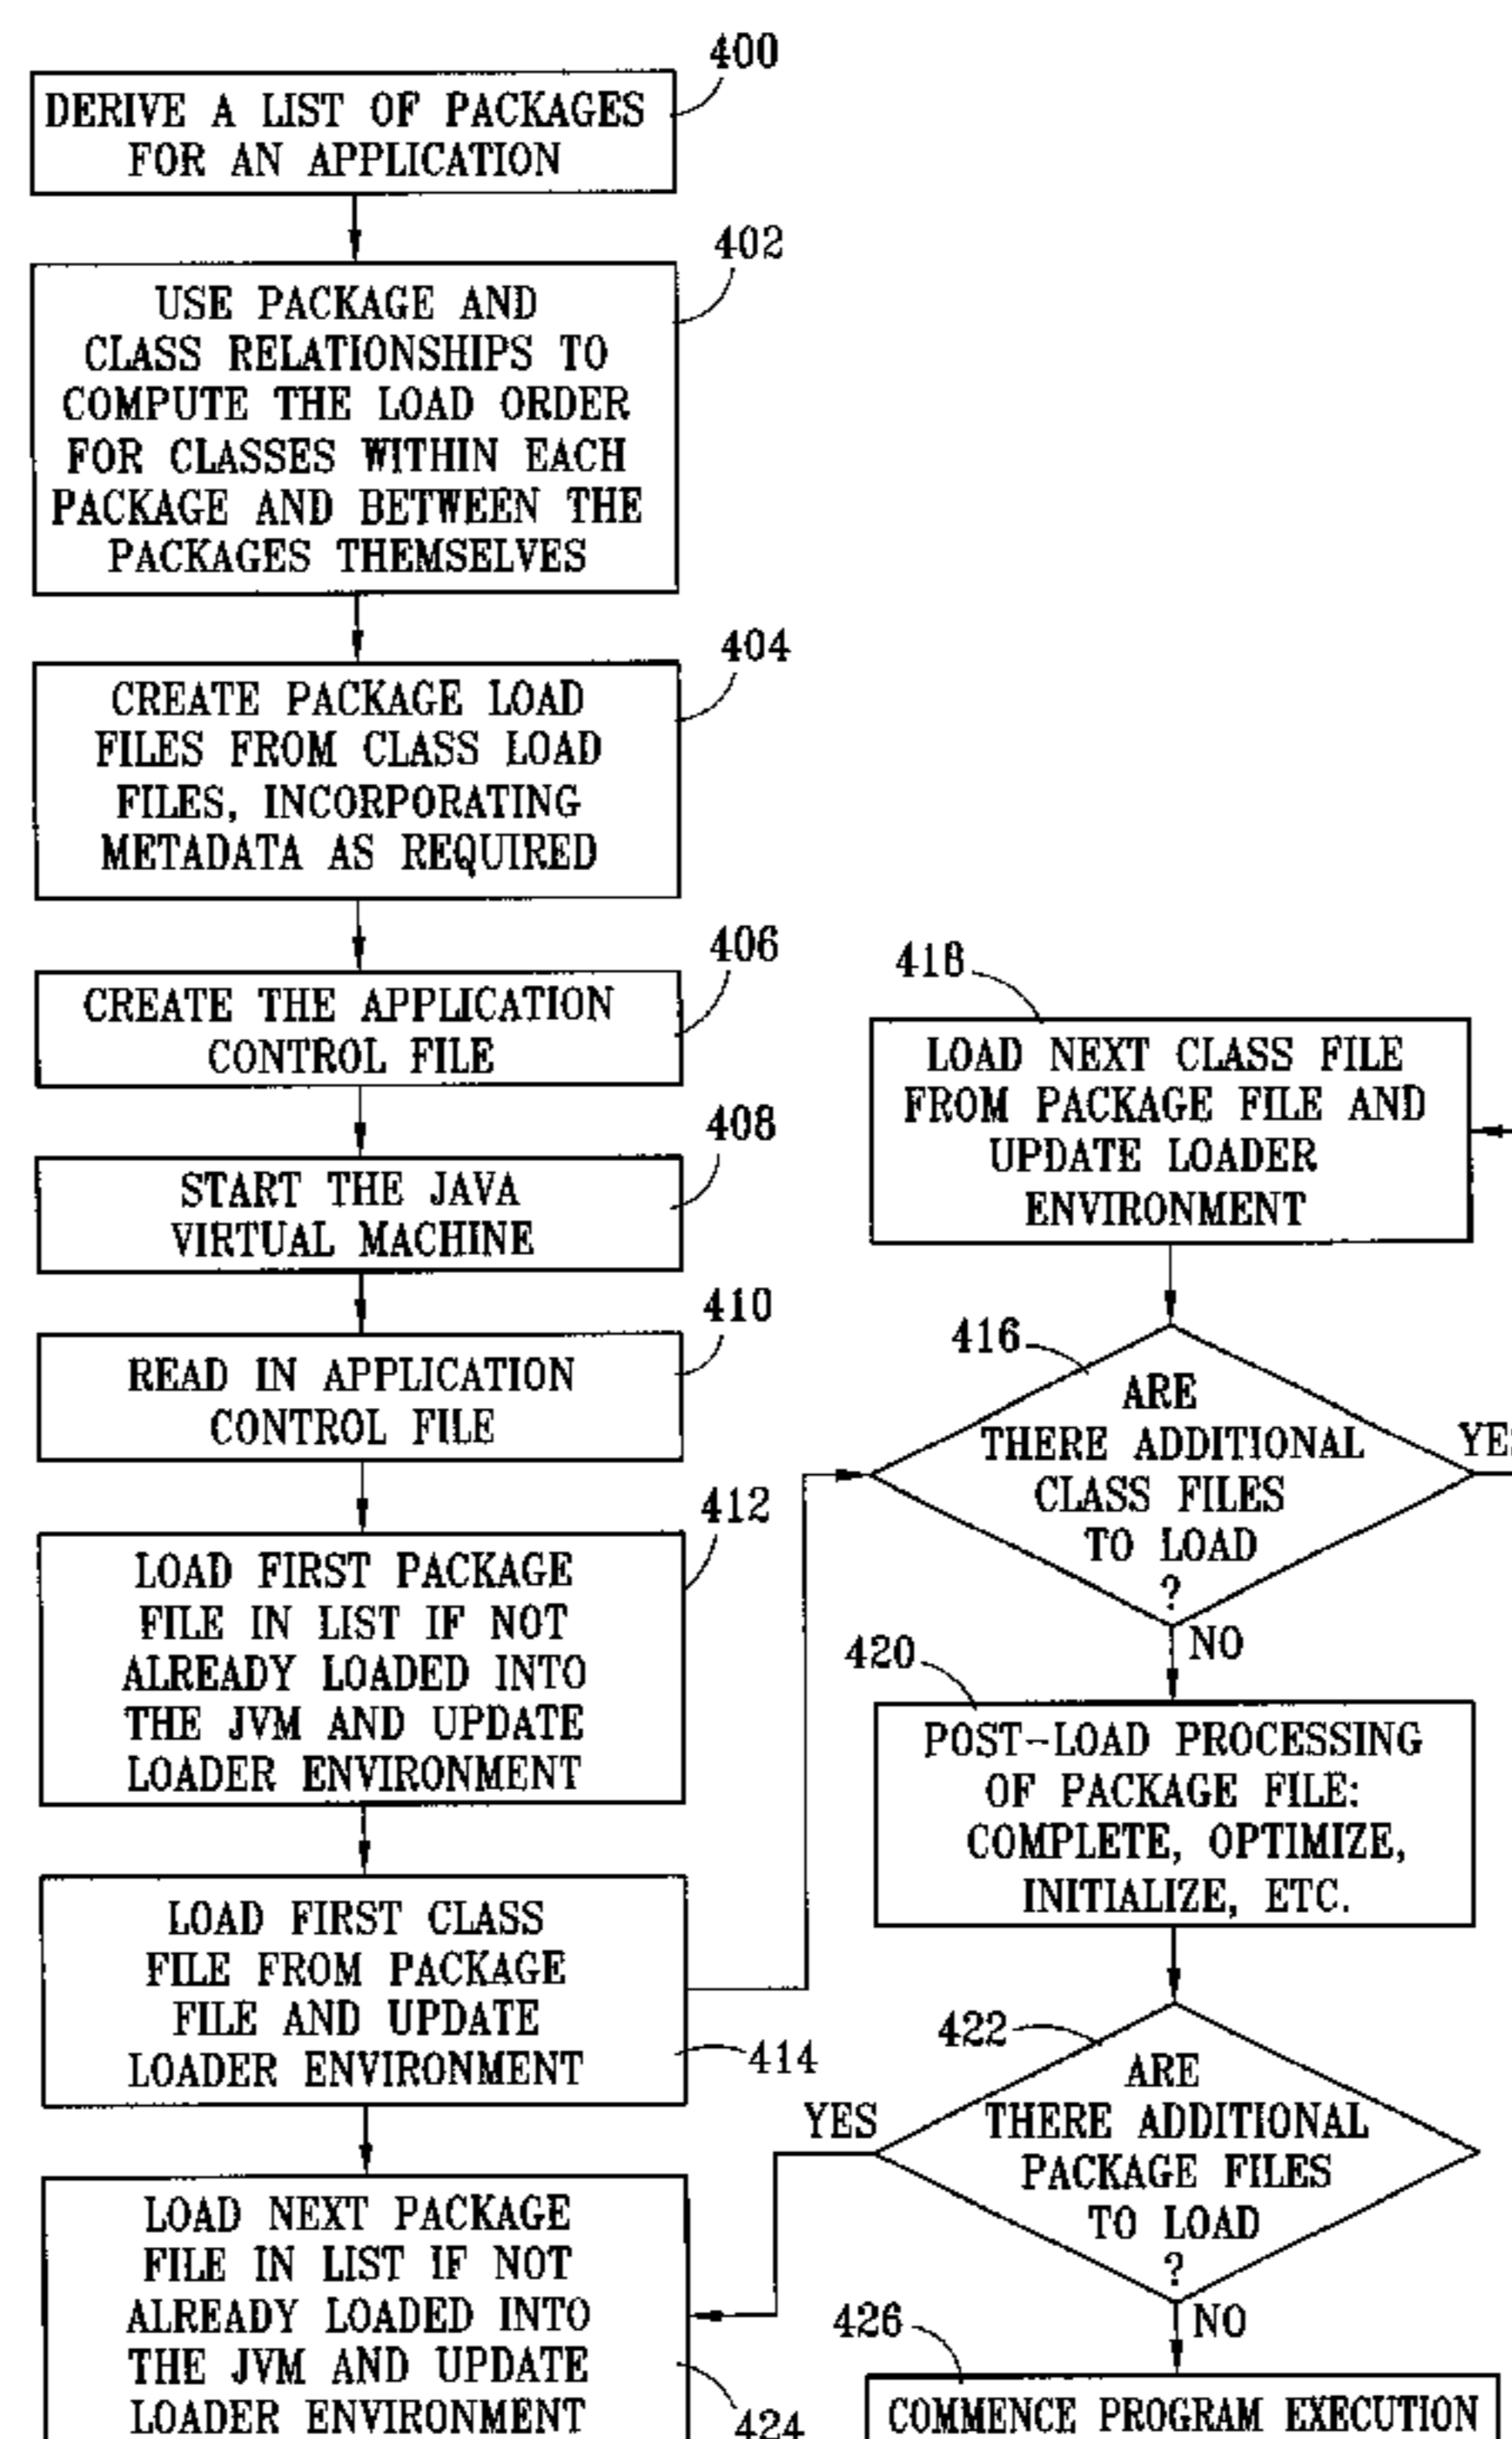 400
DERIVE A LIST OF PACKAGES
FOR AN APPLICATION
402
USE PACKAGE AND
CLASS RELATIONSHIPS TO
COMPUTE THE LOAD ORDER
FOR CLASSES WITHIN EACH
PACKAGE AND BETWEEN THE
PACKAGES THEMSELVES
404
CREATE PACKAGE LOAD
FILES FROM CLASS LOAD
FILES, INCORPORATING
METADATA AS REQUIRED
406
CREATE THE APPLICATION
CONTROL FILE
408
START THE JAVA
VIRTUAL MACHINE
410
READ IN APPLICATION
CONTROL FILE
412
LOAD FIRST PACKAGE
FILE IN LIST IF NOT
ALREADY LOADED INTO
THE JVM AND UPDATE
LOADER ENVIRONMENT
LOAD FIRST CLASS
FILE FROM PACKAGE
FILE AND UPDATE
LOADER ENVIRONMENT
414
LOAD NEXT PACKAGE
FILE IN LIST IF NOT
ALREADY LOADED INTO
THE JVM AND UPDATE
LOADER ENVIRONMENT
424
418
LOAD NEXT CLASS FILE
FROM PACKAGE FILE AND
UPDATE LOADER
ENVIRONMENT
416
ARE
THERE ADDITIONAL
CLASS FILES
TO LOAD
?
YES
NO
420
POST-LOAD PROCESSING
OF PACKAGE FILE:
COMPLETE, OPTIMIZE,
INITIALIZE, ETC.
422
ARE
THERE ADDITIONAL
PACKAGE FILES
TO LOAD
?
YES
NO
426
COMMENCE PROGRAM EXECUTION